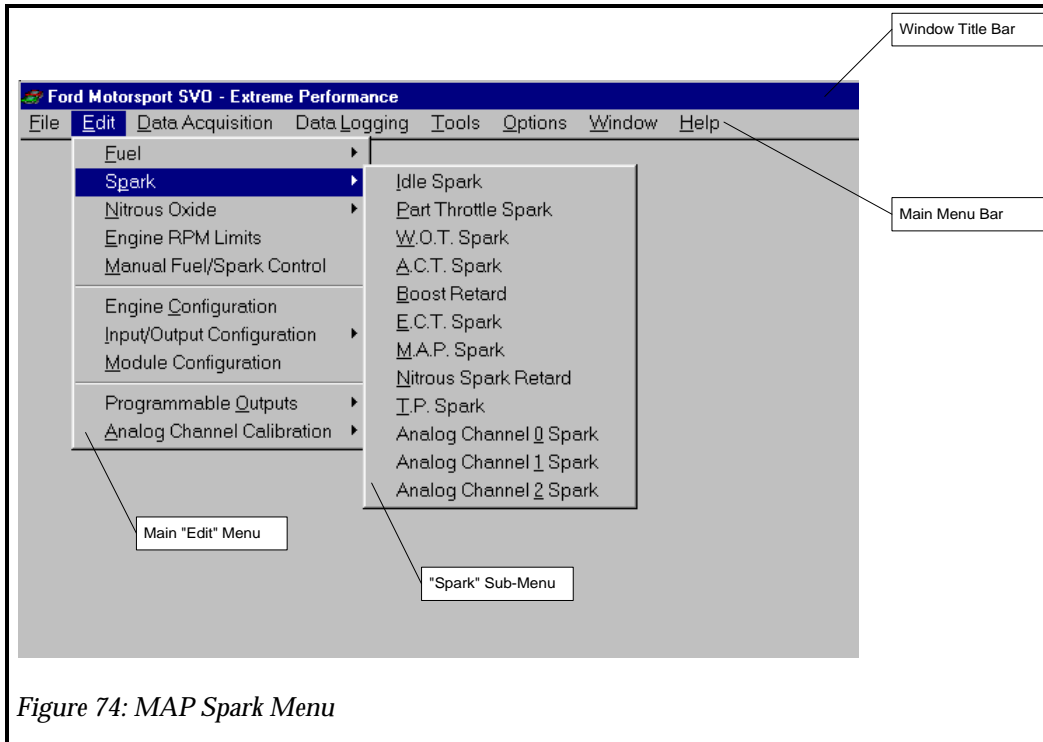 Window Title Bar
Ford Motorsport SVO - Extreme Performance
File Edit Data Acquisition Data Logging Tools Options Window Help
Fuel
Spark
Nitrous Oxide
Engine RPM Limits
Manual Fuel/Spark Control
Engine Configuration
Input/Output Configuration
Module Configuration
Programmable Outputs
Analog Channel Calibration
Idle Spark
Part Throttle Spark
W.O.T. Spark
A.C.T. Spark
Boost Retard
E.C.T. Spark
M.A.P. Spark
Nitrous Spark Retard
T.P. Spark
Analog Channel 0 Spark
Analog Channel 1 Spark
Analog Channel 2 Spark
Main Menu Bar
Main "Edit" Menu
"Spark" Sub-Menu
Figure 74: MAP Spark Menu